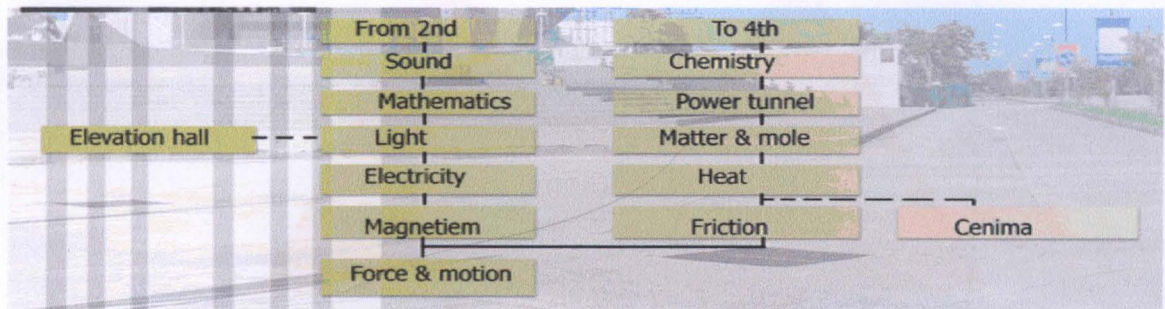 From 2nd
To 4th
Sound
Chemistry
Mathematics
Power tunnel
Elevation hall
Light
Matter & mole
Electricity
Heat
Magnetiem
Friction
Cenima
Force & motion